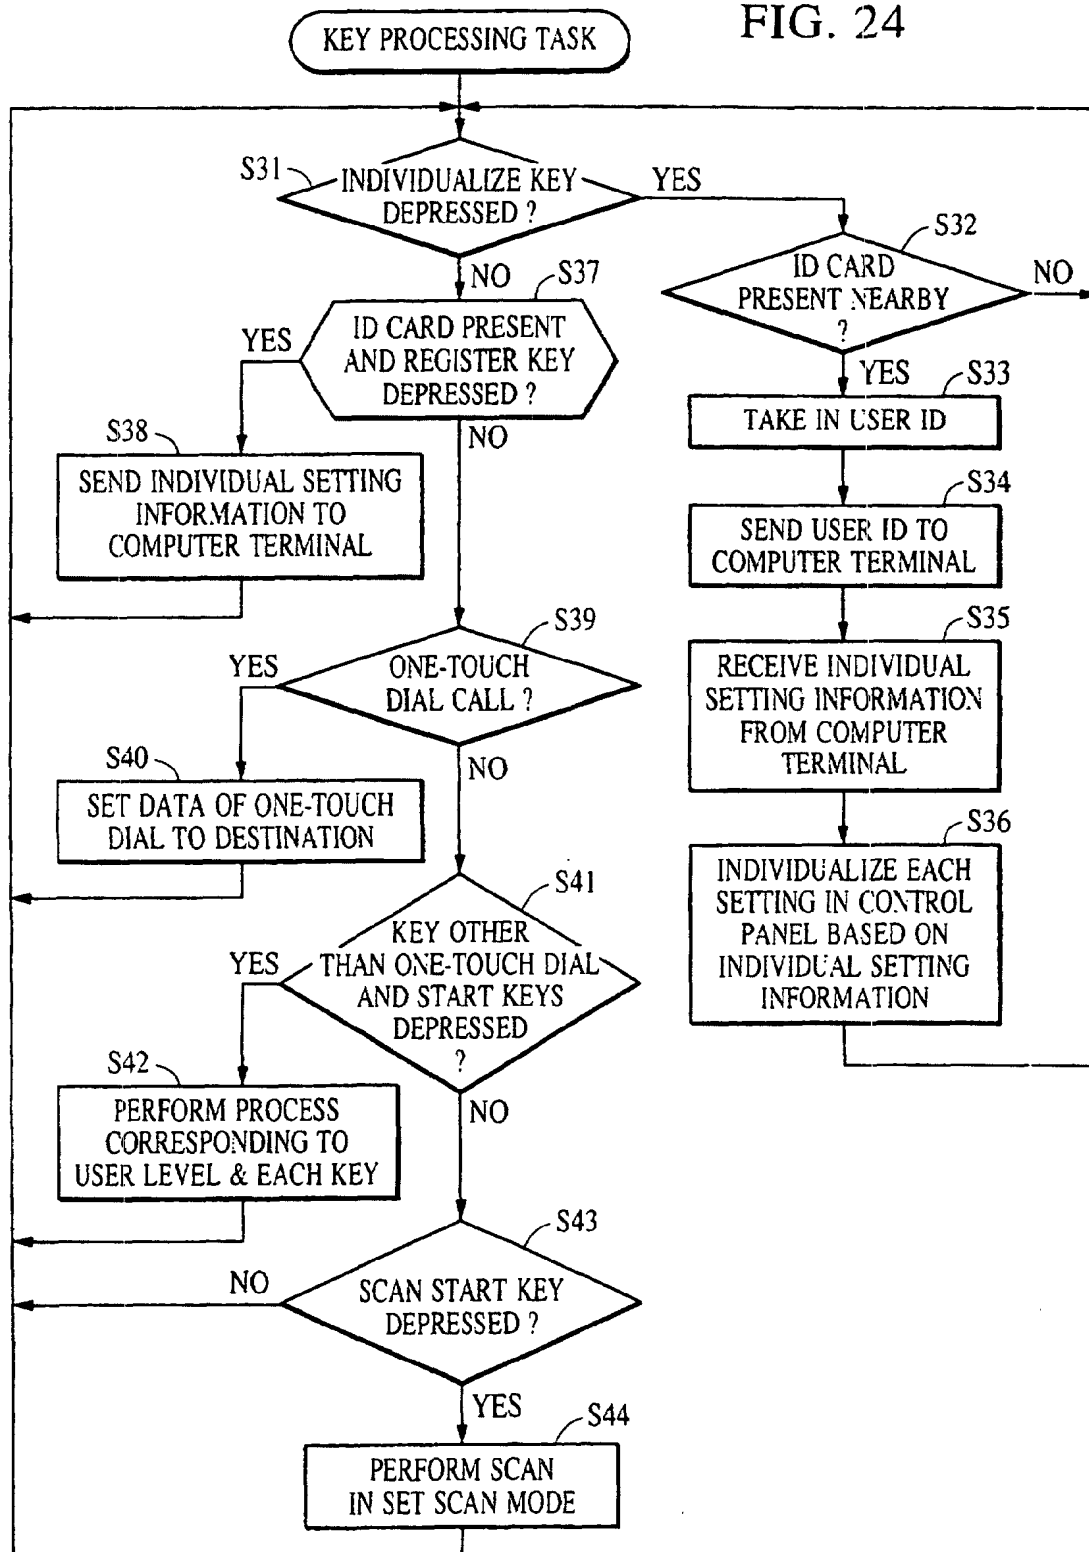 FIG. 24
KEY PROCESSING TASK
S31
INDIVIDUALIZE KEY
DEPRESSED ?
YES
NO
S32
ID CARD
PRESENT NEARBY
?
NO
YES
S33
TAKE IN USER ID
S34
SEND USER ID TO
COMPUTER TERMINAL
S35
RECEIVE INDIVIDUAL
SETTING INFORMATION
FROM COMPUTER
TERMINAL
S36
INDIVIDUALIZE EACH
SETTING IN CONTROL
PANEL BASED ON
INDIVIDUAL SETTING
INFORMATION
S37
ID CARD PRESENT
AND REGISTER KEY
DEPRESSED ?
YES
NO
S38
SEND INDIVIDUAL SETTING
INFORMATION TO
COMPUTER TERMINAL
S39
ONE-TOUCH
DIAL CALL ?
YES
NO
S40
SET DATA OF ONE-TOUCH
DIAL TO DESTINATION
S41
KEY OTHER
THAN ONE-TOUCH DIAL
AND START KEYS
DEPRESSED
?
YES
NO
S42
PERFORM PROCESS
CORRESPONDING TO
USER LEVEL & EACH KEY
S43
SCAN START KEY
DEPRESSED ?
NO
YES
S44
PERFORM SCAN
IN SET SCAN MODE